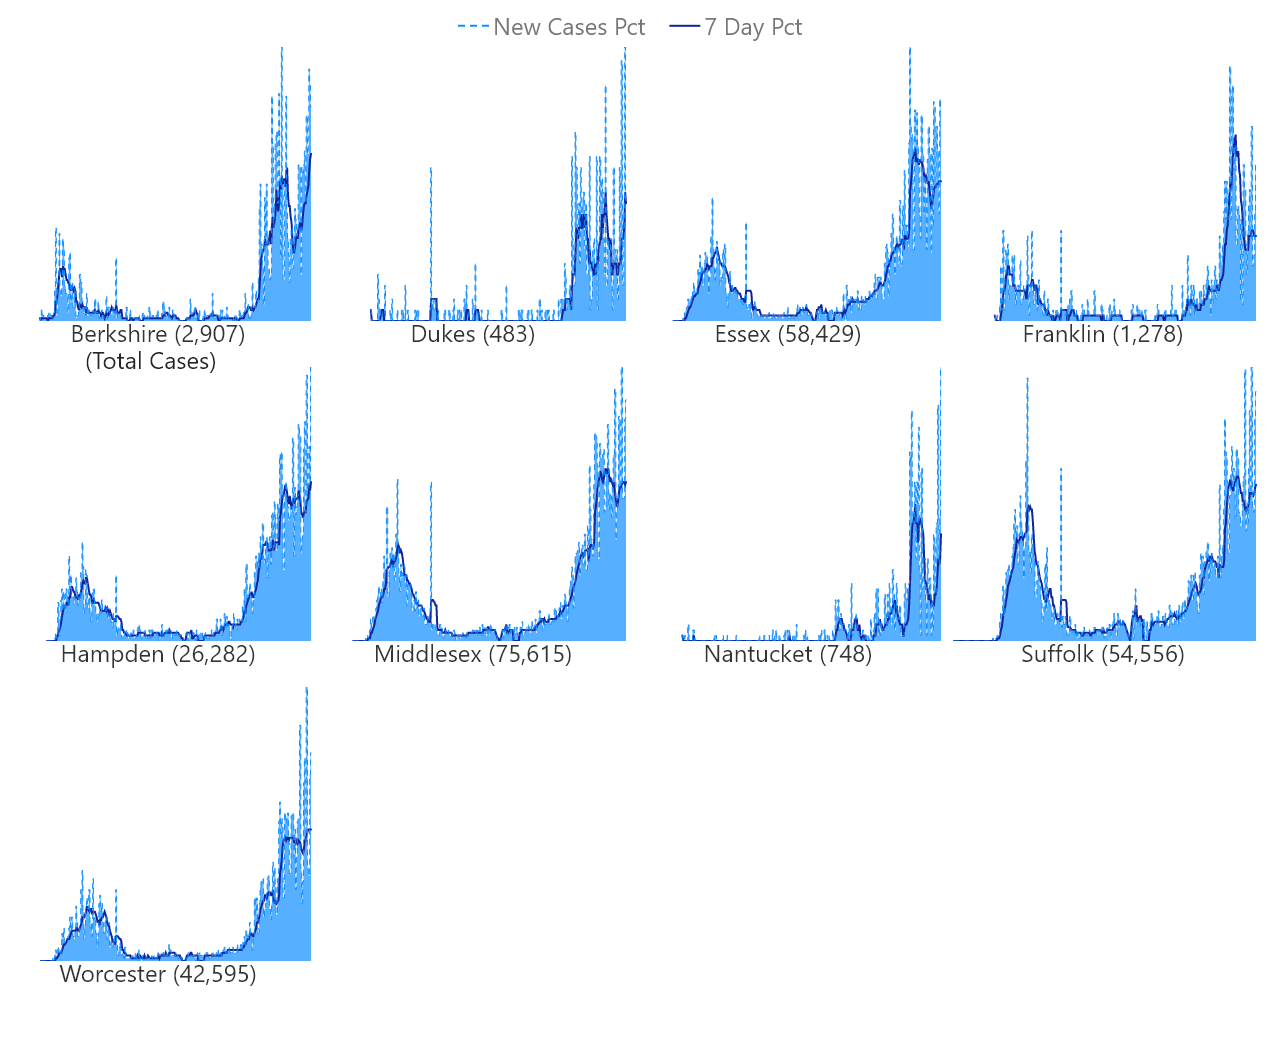 New Cases Pct 7 Day Pct
Berkshire (2,907)
(Total Cases)
Dukes (483)
Essex (58,429)
Franklin (1,278)
Hampden (26,282)
Middlesex (75,615)
Nantucket (748)
Suffolk (54,556)
Worcester (42,595)